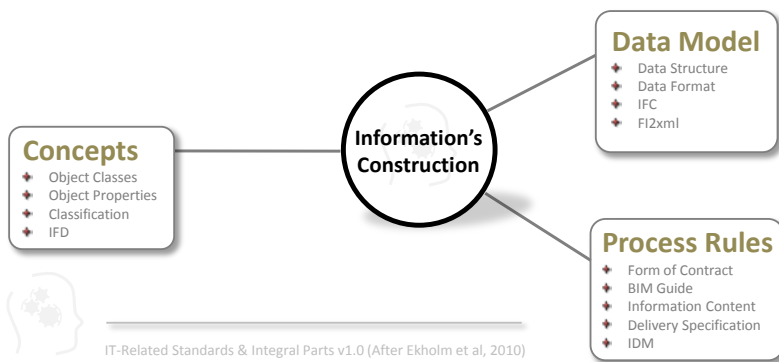 Data Model
Data Structure
Data Format
IFC
FI2xml
Information's
Construction
Concepts
Object Classes
Object Properties
Classification
IFD
Process Rules
Form of Contract
BIM Guide
Information Content
Delivery Specification
IDM
IT-Related Standards & Integral Parts v1.0 (After Ekholm et al, 2010)